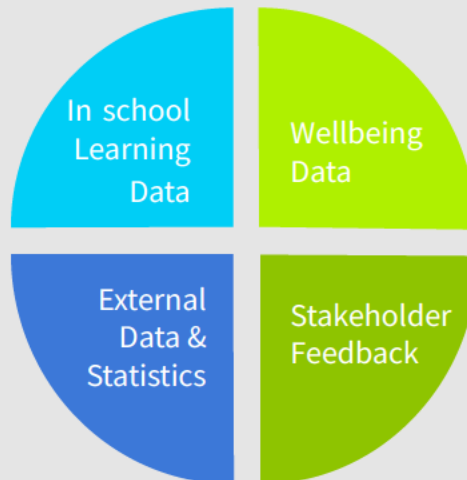 In school
Learning
Data
Wellbeing
Data
External
Data &
Statistics
Stakeholder
Feedback